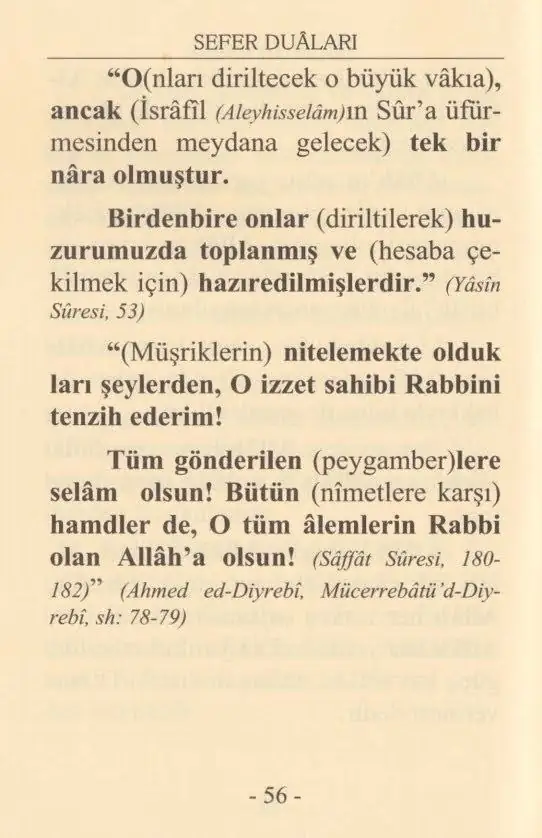 SEFER DUÂLARI
“O(nları diriltecek o büyük vâkıa),
ancak (İsrâfîl (Aleyhisselâm)ın Sûr’a üfür-
mesinden meydana gelecek) tek bir
nâra olmuştur.
Birdenbire onlar (diriltilerek) hu-
zurumuzda toplanmış ve (hesaba çe-
kilmek için) hazıredilmişlerdir.” (Yâsîn
Sûresi, 53)
“(Müşriklerin) nitelemekte olduk
ları şeylerden, O izzet sahibi Rabbini
tenzih ederim!
Tüm gönderilen (peygamber)lere
selâm olsun! Bütün (nîmetlere karşı)
hamdler de, O tüm âlemlerin Rabbi
olan Allâh’a olsun! (Sâffât Sûresi, 180-
182)” (Ahmed ed-Diyrebî, Mücerrebâtü’d-Diy-
rebî, sh: 78-79)
- 56 -